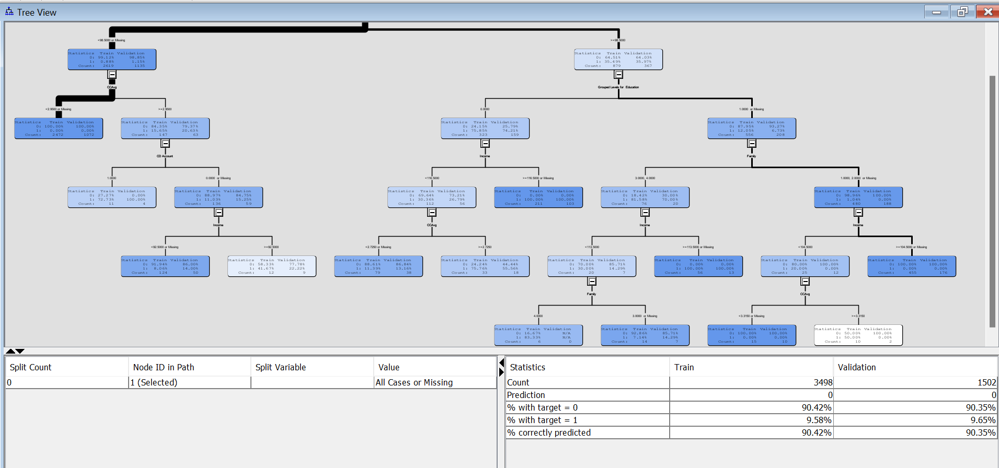 Tree View
<98.5000 or Missing
>=98.5000
Statistics Train Validation
0: 99.12% 98.85%
1: 0.88% 1.15%
Count: 2619 1135
Statistics Train Validation
0: 64.51% 64.03%
1: 35.49% 35.97%
Count: 879 367
CCAvg
Grouped Levels for Education
<2.9500 or Missing
>=2.9500
0.0000
1.0000 or Missing
Statistics Train Validation
0: 100.00% 100.00%
1: 0.00% 0.00%
Count: 2472 1072
Statistics Train Validation
0: 84.35% 79.37%
1: 15.65% 20.63%
Count: 147 63
Statistics Train Validation
0: 24.15% 25.79%
1: 75.85% 74.21%
Count: 323 159
Statistics Train Validation
0: 87.95% 93.27%
1: 12.05% 6.73%
Count: 556 208
CD Account
Income
Family
1.0000
0.0000 or Missing
<116.5000
>=116.5000 or Missing
3.0000, 4.0000
1.0000, 2.0000 or Missing
Statistics Train Validation
0: 27.27% 0.00%
1: 72.73% 100.00%
Count: 11 4
Statistics Train Validation
0: 88.97% 84.75%
1: 11.03% 15.25%
Count: 136 59
Statistics Train Validation
0: 69.64% 73.21%
1: 30.36% 26.79%
Count: 112 56
Statistics Train Validation
0: 0.00% 0.00%
1: 100.00% 100.00%
Count: 211 103
Statistics Train Validation
0: 18.42% 30.00%
1: 81.58% 70.00%
Count: 76 20
Statistics Train Validation
0: 98.96% 100.00%
1: 1.04% 0.00%
Count: 480 188
Income
CCAvg
Income
Income
<92.5000 or Missing
>=92.5000
<2.7250 or Missing
>=2.7250
<113.5000
>=113.5000 or Missing
<104.5000
>=104.5000 or Missing
Statistics Train Validation
0: 91.94% 86.00%
1: 8.06% 14.00%
Count: 124 50
Statistics Train Validation
0: 58.33% 77.78%
1: 41.67% 22.22%
Count: 12 9
Statistics Train Validation
0: 88.61% 86.84%
1: 11.39% 13.16%
Count: 79 38
Statistics Train Validation
0: 24.24% 44.44%
1: 75.76% 55.56%
Count: 33 18
Statistics Train Validation
0: 70.00% 85.71%
1: 30.00% 14.29%
Count: 20 7
Statistics Train Validation
0: 0.00% 0.00%
1: 100.00% 100.00%
Count: 56 13
Statistics Train Validation
0: 80.00% 100.00%
1: 20.00% 0.00%
Count: 25 12
Statistics Train Validation
0: 100.00% 100.00%
1: 0.00% 0.00%
Count: 455 176
Family
CCAvg
4.0000
3.0000 or Missing
<3.3150 or Missing
>=3.3150
Statistics Train Validation
0: 16.67% N/A
1: 83.33% N/A
Count: 6 0
Statistics Train Validation
0: 92.86% 85.71%
1: 7.14% 14.29%
Count: 14 7
Statistics Train Validation
0: 100.00% 100.00%
1: 0.00% 0.00%
Count: 15 10
Statistics Train Validation
0: 50.00% 100.00%
1: 50.00% 0.00%
Count: 10 2
Split Count Node ID in Path Split Variable Value
0 1 (Selected) All Cases or Missing
Statistics Train Validation
Count 3498 1502
Prediction 0 0
% with target = 0 90.42% 90.35%
% with target = 1 9.58% 9.65%
% correctly predicted 90.42% 90.35%